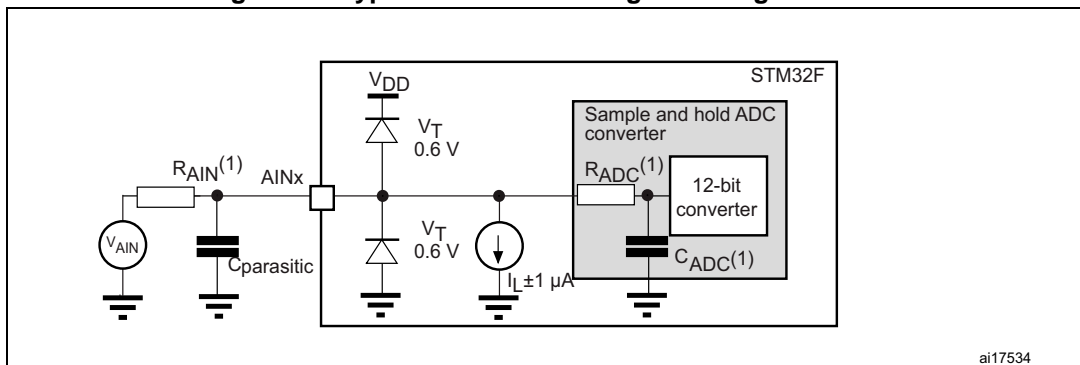 STM32F
VDD
Sample and hold ADC
converter
VT
0.6 V
RAIN(1)
AINx
RADC(1)
12-bit
converter
VAIN
Cparasitic
VT
0.6 V
IL±1 µA
CADC(1)
ai17534